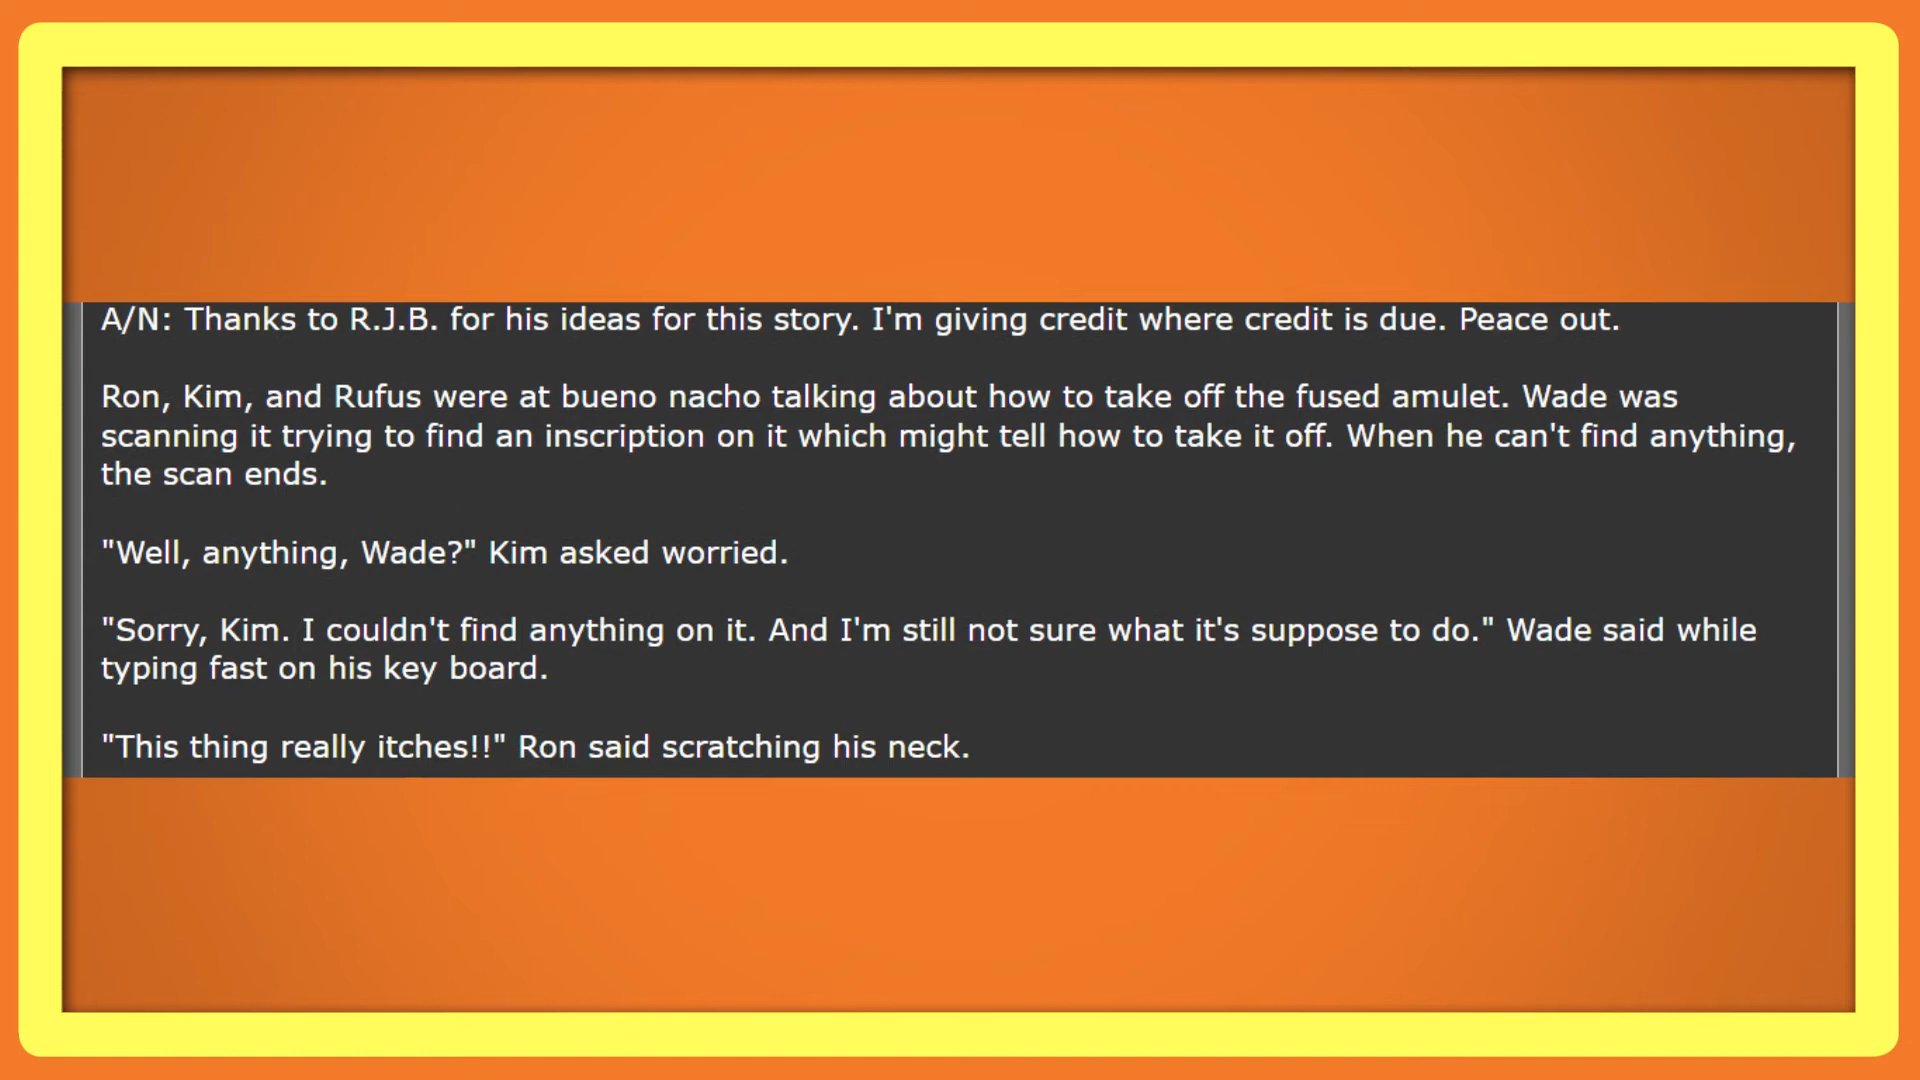 A/N: Thanks to R.J.B. for his ideas for this story. I'm giving credit where credit is due. Peace out.
Ron, Kim, and Rufus were at bueno nacho talking about how to take off the fused amulet. Wade was
scanning it trying to find an inscription on it which might tell how to take it off. When he can't find anything,
the scan ends.
"Well, anything, Wade?" Kim asked worried.
"Sorry, Kim. I couldn't find anything on it. And I'm still not sure what it's suppose to do." Wade said while
typing fast on his key board.
"This thing really itches!!" Ron said scratching his neck.